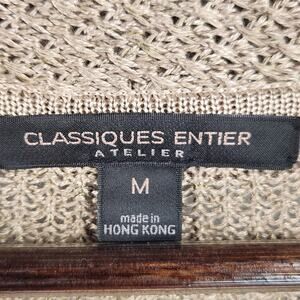 CLASSIQUES ENTIER
ATELIER
M
made in
HONG KONG